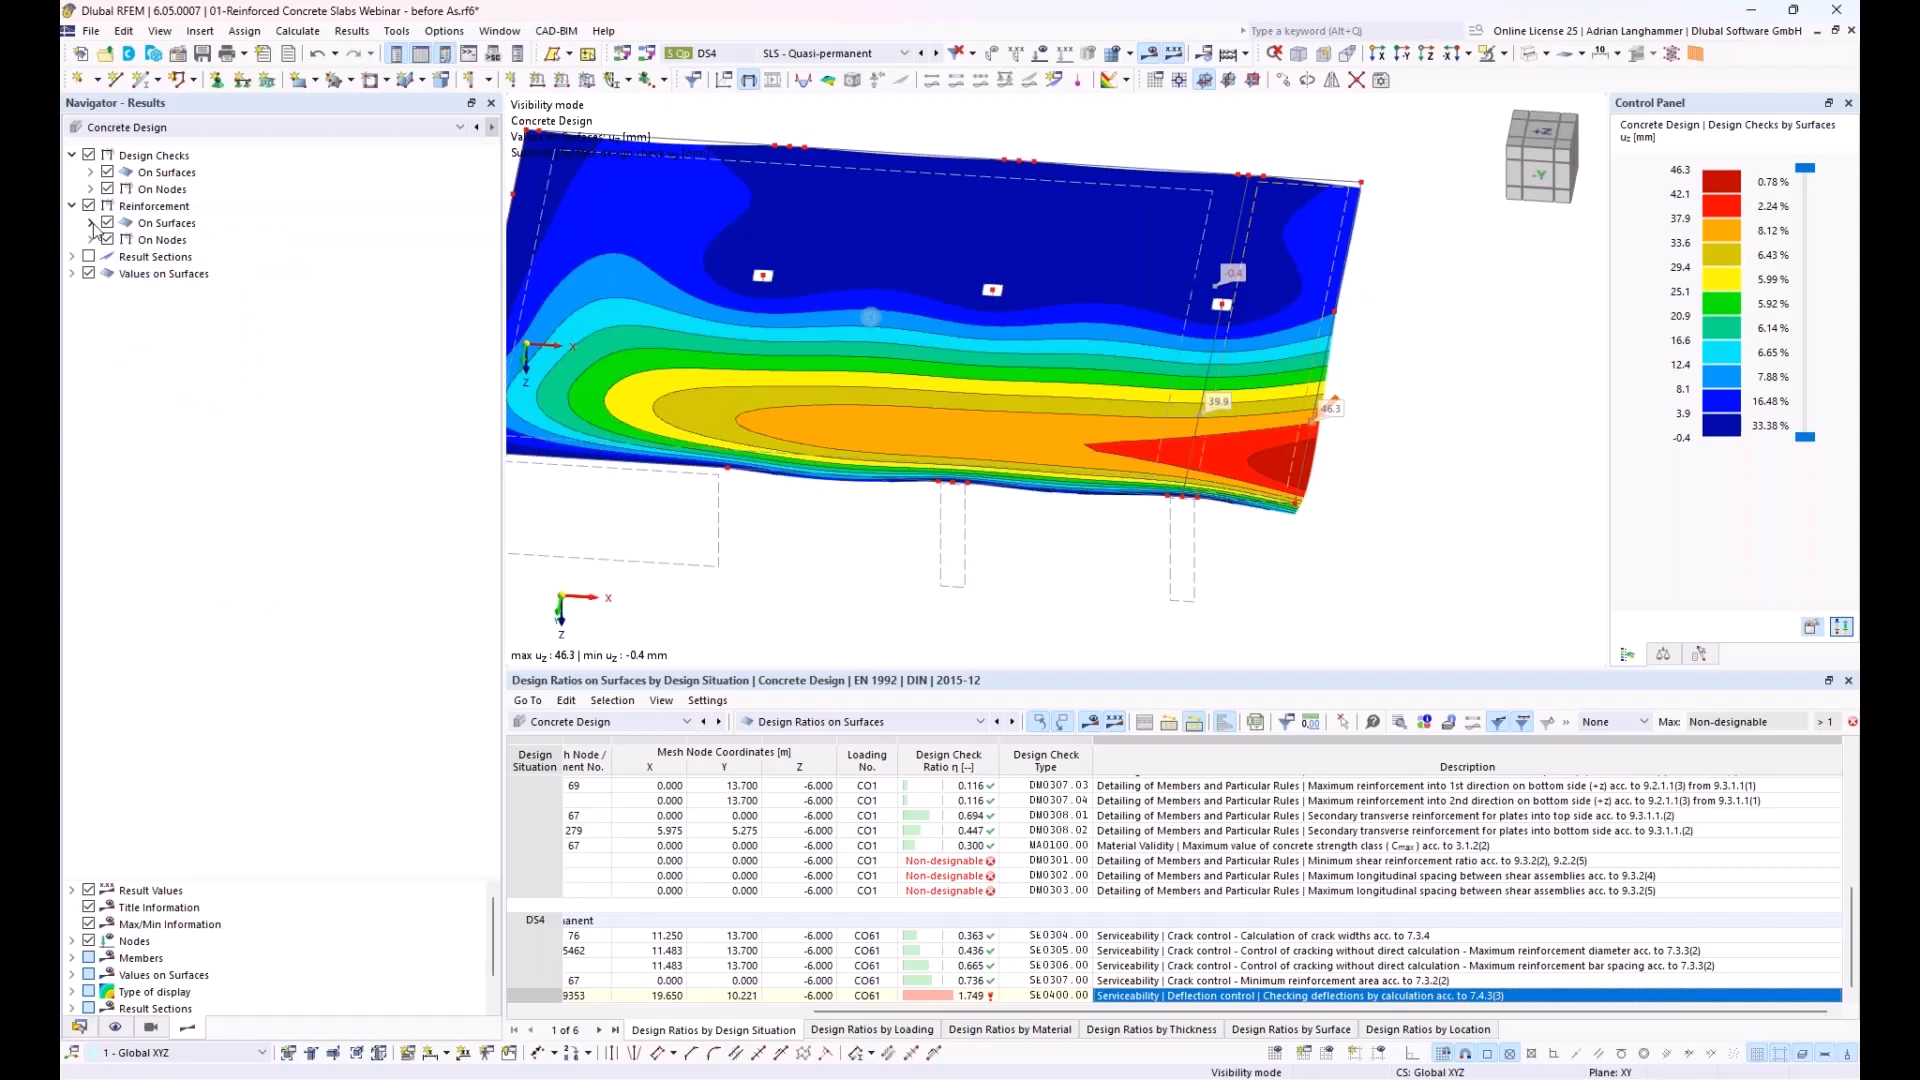 Dlubal RFEM | 6.05.0007 | 01-Reinforced Concrete Slabs Webinar - before As.rf6*
File Edit View Insert Assign Calculate Results Tools Options Window CAD-BIM Help
Type a keyword (Alt+Q)
Online License 25 | Adrian Langhammer | Dlubal Software GmbH
S Qp DS4 SLS - Quasi-permanent
Navigator - Results
Concrete Design
Design Checks
On Surfaces
On Nodes
Reinforcement
On Surfaces
On Nodes
Result Sections
Values on Surfaces
Result Values
Title Information
Max/Min Information
Nodes
Members
Values on Surfaces
Type of display
Result Sections
Visibility mode
Concrete Design
-0.4
39.9
46.3
X
Z
X
Z
+Z
-Y
max uz : 46.3 | min uz : -0.4 mm
Control Panel
Concrete Design | Design Checks by Surfaces
uz [mm]
46.3
0.78 %
42.1
2.24 %
37.9
8.12 %
33.6
6.43 %
29.4
5.99 %
25.1
5.92 %
20.9
6.14 %
16.6
6.65 %
12.4
7.88 %
8.1
16.48 %
3.9
33.38 %
-0.4
Design Ratios on Surfaces by Design Situation | Concrete Design | EN 1992 | DIN | 2015-12
Go To Edit Selection View Settings
Concrete Design Design Ratios on Surfaces None Max: Non-designable > 1
Design Situation h Node / ment No. Mesh Node Coordinates [m] X Y Z Loading No. Design Check Ratio η [--] Design Check Type Description
69 0.000 13.700 -6.000 CO1 0.116 DM0307.03 Detailing of Members and Particular Rules | Maximum reinforcement into 1st direction on bottom side (+z) acc. to 9.2.1.1(3) from 9.3.1.1(1)
0.000 13.700 -6.000 CO1 0.116 DM0307.04 Detailing of Members and Particular Rules | Maximum reinforcement into 2nd direction on bottom side (+z) acc. to 9.2.1.1(3) from 9.3.1.1(1)
67 0.000 0.000 -6.000 CO1 0.694 DM0308.01 Detailing of Members and Particular Rules | Secondary transverse reinforcement for plates into top side acc. to 9.3.1.1.(2)
279 5.975 5.275 -6.000 CO1 0.447 DM0308.02 Detailing of Members and Particular Rules | Secondary transverse reinforcement for plates into bottom side acc. to 9.3.1.1.(2)
67 0.000 0.000 -6.000 CO1 0.300 MA0100.00 Material Validity | Maximum value of concrete strength class ( Cmax ) acc. to 3.1.2(2)
0.000 0.000 -6.000 CO1 Non-designable DM0301.00 Detailing of Members and Particular Rules | Minimum shear reinforcement ratio acc. to 9.3.2(2), 9.2.2(5)
0.000 0.000 -6.000 CO1 Non-designable DM0302.00 Detailing of Members and Particular Rules | Maximum longitudinal spacing between shear assemblies acc. to 9.3.2(4)
0.000 0.000 -6.000 CO1 Non-designable DM0303.00 Detailing of Members and Particular Rules | Maximum longitudinal spacing between shear assemblies acc. to 9.3.2(5)
DS4 anent
76 11.250 13.700 -6.000 CO61 0.363 SE0304.00 Serviceability | Crack control - Calculation of crack widths acc. to 7.3.4
5462 11.483 13.700 -6.000 CO61 0.436 SE0305.00 Serviceability | Crack control - Control of cracking without direct calculation - Maximum reinforcement diameter acc. to 7.3.3(2)
11.483 13.700 -6.000 CO61 0.665 SE0306.00 Serviceability | Crack control - Control of cracking without direct calculation - Maximum reinforcement bar spacing acc. to 7.3.3(2)
67 0.000 0.000 -6.000 CO61 0.736 SE0307.00 Serviceability | Crack control - Minimum reinforcement area acc. to 7.3.2(2)
9353 19.650 10.221 -6.000 CO61 1.749 SE0400.00 Serviceability | Deflection control | Checking deflections by calculation acc. to 7.4.3(3)
1 of 6 Design Ratios by Design Situation Design Ratios by Loading Design Ratios by Material Design Ratios by Thickness Design Ratios by Surface Design Ratios by Location
1 - Global XYZ
Visibility mode CS: Global XYZ Plane: XY